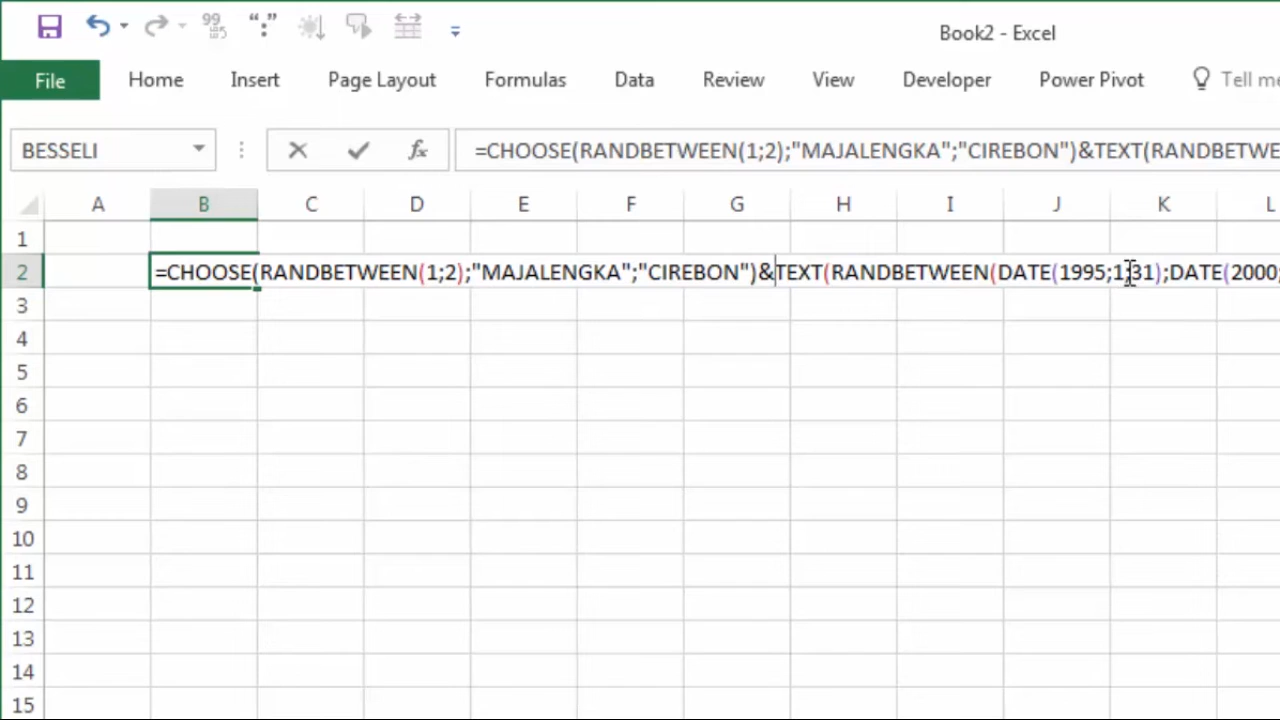 Book2 - Excel
File Home Insert Page Layout Formulas Data Review View Developer Power Pivot Tell me
BESSELI fx =CHOOSE(RANDBETWEEN(1;2);"MAJALENGKA";"CIREBON")&TEXT(RANDBETWE
A B C D E F G H I J K L
1
2 =CHOOSE(RANDBETWEEN(1;2);"MAJALENGKA";"CIREBON")&TEXT(RANDBETWEEN(DATE(1995;1;31);DATE(2000;
3
4
5
6
7
8
9
10
11
12
13
14
15